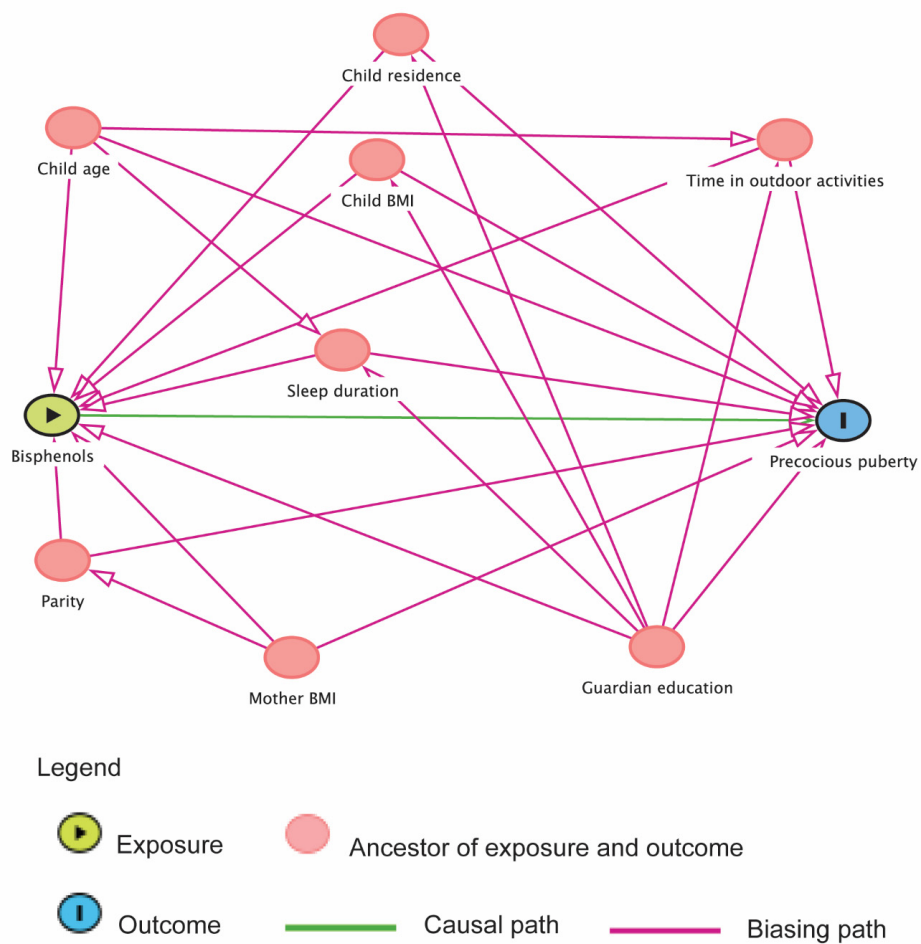 Child residence
Child age
Child BMI
Time in outdoor activities
Sleep duration
Bisphenols
Precocious puberty
Parity
Mother BMI
Guardian education
Legend
Exposure
Ancestor of exposure and outcome
Outcome
Causal path
Biasing path